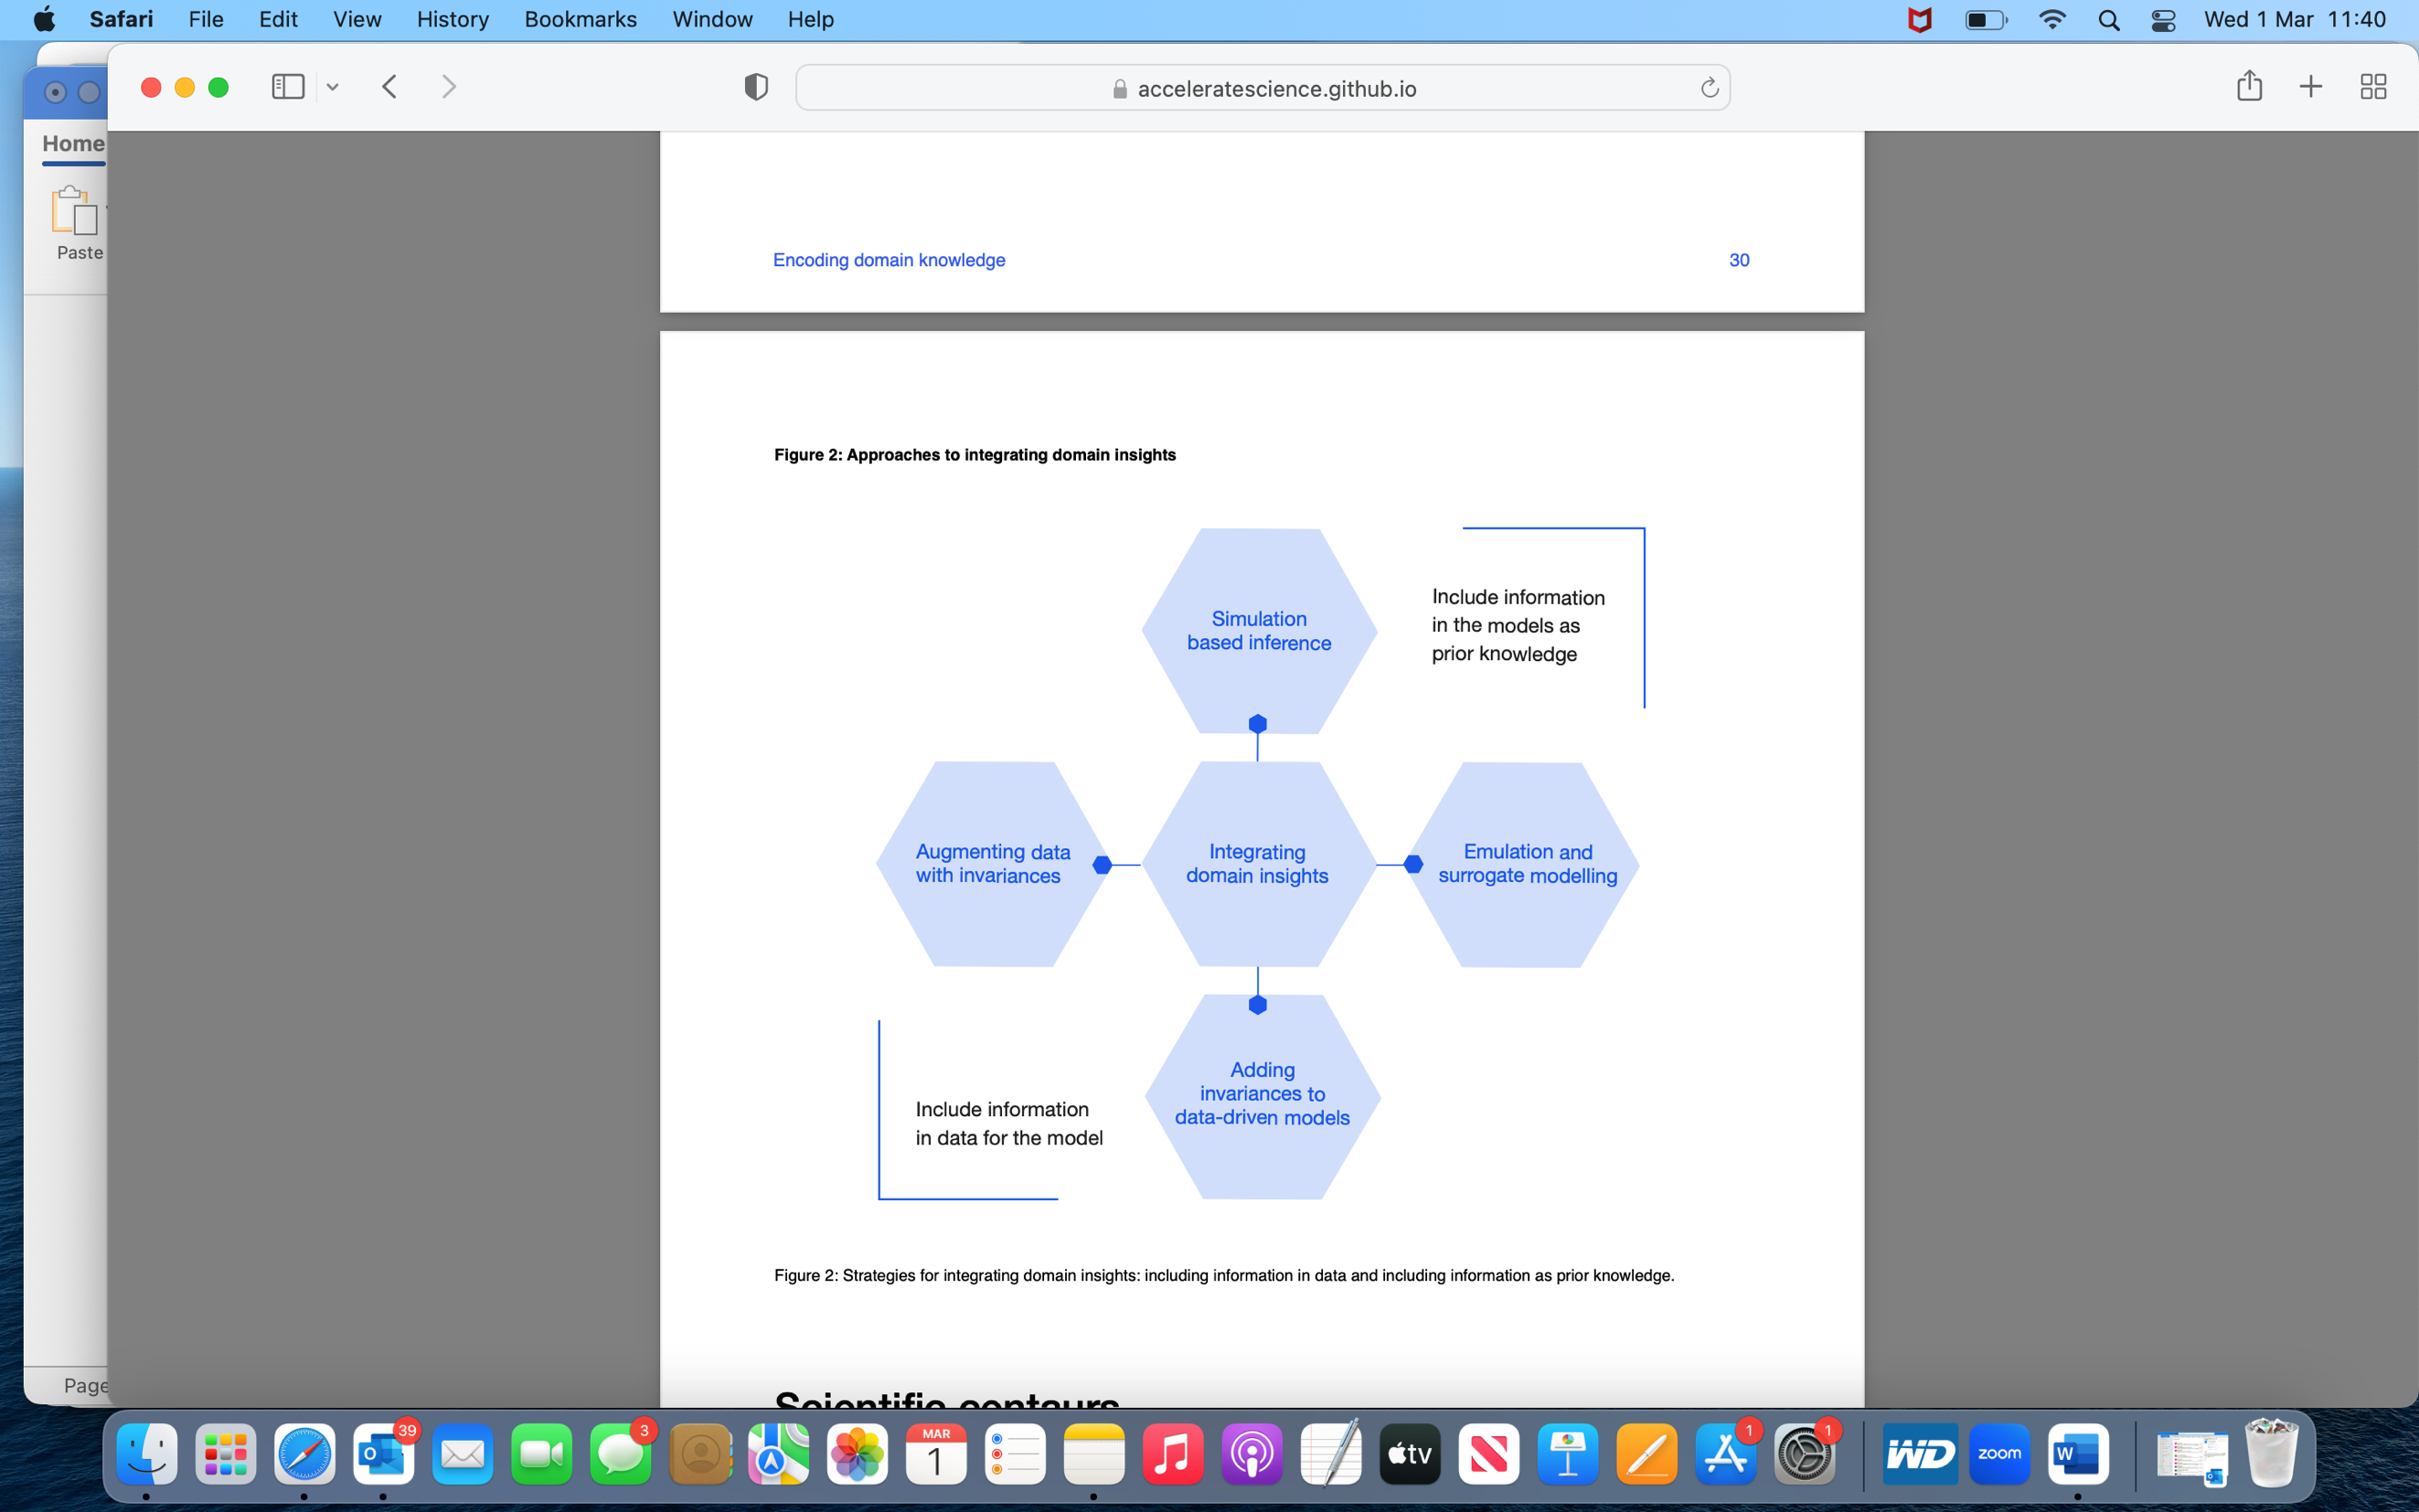 Safari File Edit View History Bookmarks Window Help Wed 1 Mar 11:40
acceleratescience.github.io
Home
Paste
Encoding domain knowledge 30
Figure 2: Approaches to integrating domain insights
Simulation
based inference
Include information
in the models as
prior knowledge
Augmenting data
with invariances
Integrating
domain insights
Emulation and
surrogate modelling
Adding
invariances to
data-driven models
Include information
in data for the model
Figure 2: Strategies for integrating domain insights: including information in data and including information as prior knowledge.
Scientific centaurs
Page
39
3
MAR
1
tv
1
1
WD
zoom
W